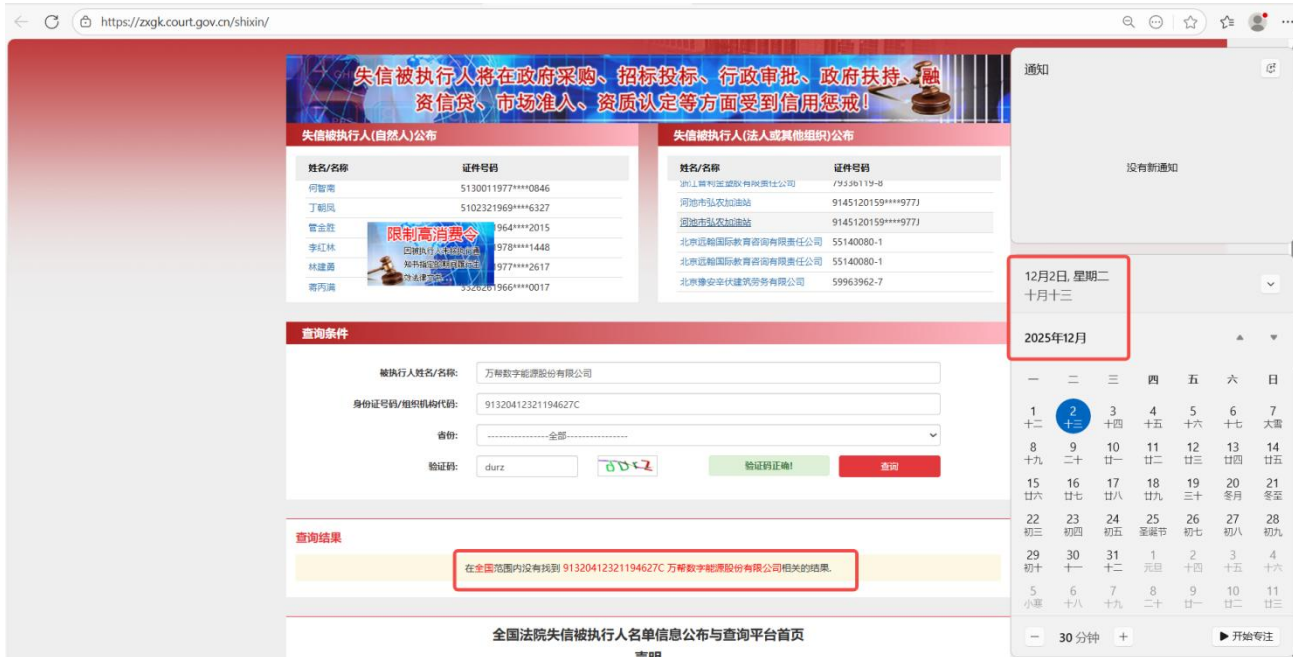 https://zxgk.court.gov.cn/shixin/
失信被执行人将在政府采购、招标投标、行政审批、政府扶持、融
资信贷、市场准入、资质认定等方面受到信用惩戒!
失信被执行人(自然人)公布
姓名/名称 证件号码
何智南 5130011977****0846
丁朝凤 5102321969****6327
管金胜 1964****2015
李红林 1978****1448
林建勇 1977****2617
蒋丙满 3326261966****0017
限制高消费令
失信被执行人(法人或其他组织)公布
姓名/名称 证件号码
79336119-8
河池市弘农加油站 9145120159****977J
河池市弘农加油站 9145120159****977J
北京远翰国际教育咨询有限责任公司 55140080-1
北京远翰国际教育咨询有限责任公司 55140080-1
北京豫安辛伏建筑劳务有限公司 59963962-7
查询条件
被执行人姓名/名称: 万帮数字能源股份有限公司
身份证号码/组织机构代码: 91320412321194627C
省份: ----------------全部----------------
验证码: durz 验证码正确! 查询
查询结果
在全国范围内没有找到 91320412321194627C 万帮数字能源股份有限公司相关的结果.
全国法院失信被执行人名单信息公布与查询平台首页
声明
通知
没有新通知
12月2日, 星期二
十月十三
2025年12月
一 二 三 四 五 六 日
1 2 3 4 5 6 7
十二 十三 十四 十五 十六 十七 大雪
8 9 10 11 12 13 14
十九 二十 廿一 廿二 廿三 廿四 廿五
15 16 17 18 19 20 21
廿六 廿七 廿八 廿九 三十 冬月 冬至
22 23 24 25 26 27 28
初三 初四 初五 圣诞节 初七 初八 初九
29 30 31 1 2 3 4
初十 十一 十二 元旦 十四 十五 十六
5 6 7 8 9 10 11
小寒 十八 十九 二十 廿一 廿二 廿三
30 分钟
开始专注